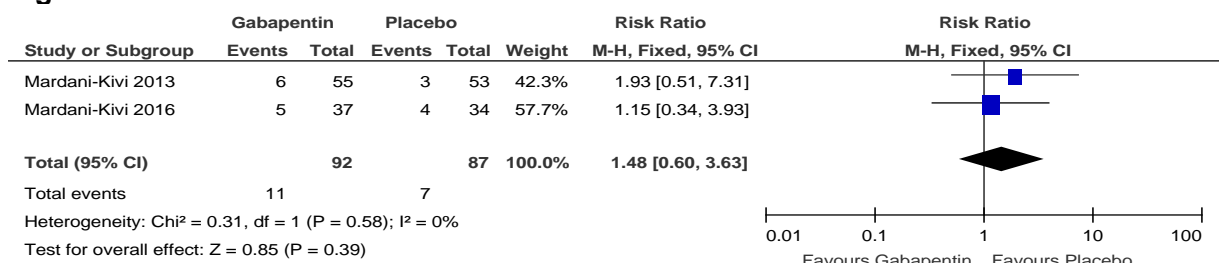 Gabapentin Placebo Risk Ratio Risk Ratio
Study or Subgroup Events Total Events Total Weight M-H, Fixed, 95% CI M-H, Fixed, 95% CI
Mardani-Kivi 2013 6 55 3 53 42.3% 1.93 [0.51, 7.31]
Mardani-Kivi 2016 5 37 4 34 57.7% 1.15 [0.34, 3.93]
Total (95% CI) 92 87 100.0% 1.48 [0.60, 3.63]
Total events 11 7
Heterogeneity: Chi² = 0.31, df = 1 (P = 0.58); I² = 0%
Test for overall effect: Z = 0.85 (P = 0.39)
0.01 0.1 1 10 100
Favours Gabapentin Favours Placebo